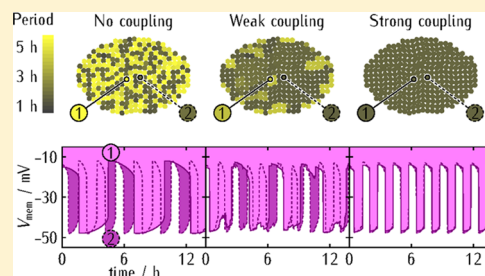 Period No coupling Weak coupling Strong coupling
5 h
3 h
1 h
1 2 1 2 1 2
-10
-30
-50
V_mem / mV
1
2
0 6 12 0 6 12 0 6 12
time / h